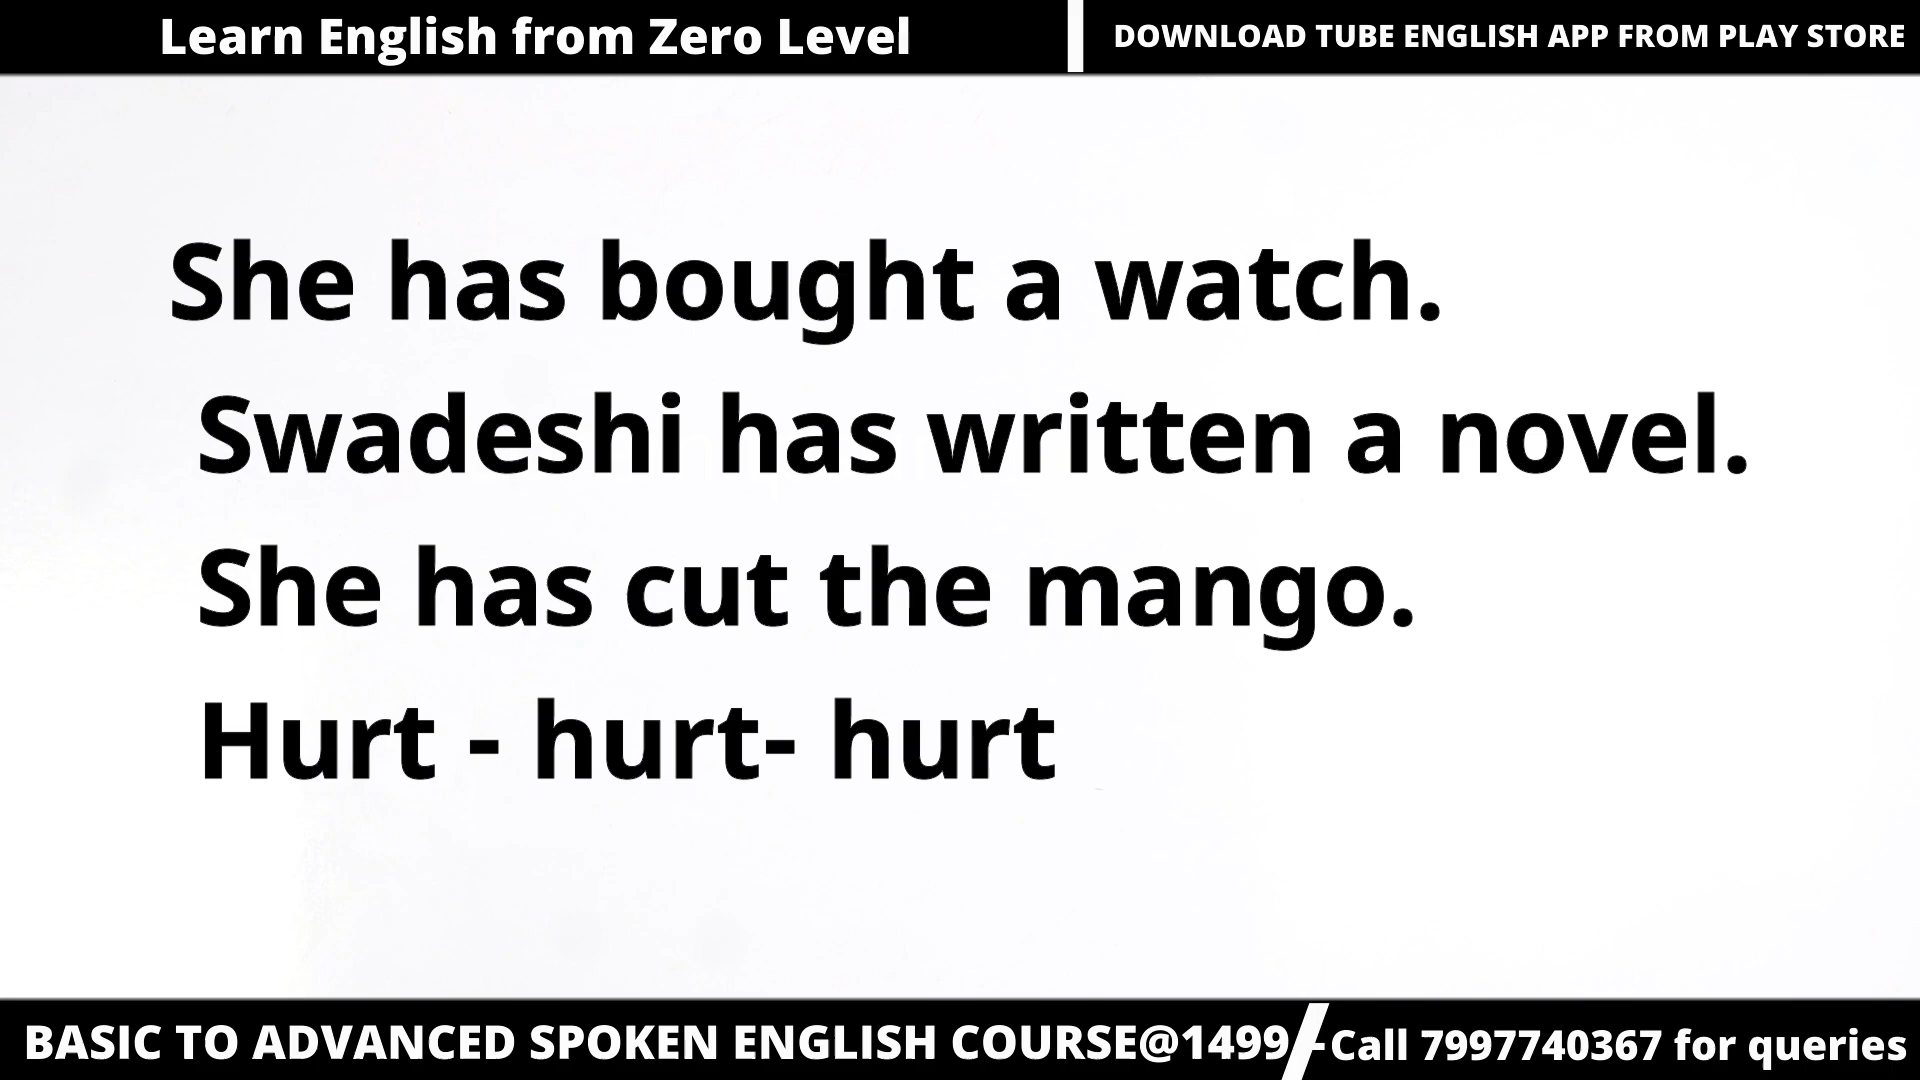 Learn English from Zero Level
DOWNLOAD TUBE ENGLISH APP FROM PLAY STORE
She has bought a watch.
Swadeshi has written a novel.
She has cut the mango.
Hurt - hurt- hurt
BASIC TO ADVANCED SPOKEN ENGLISH COURSE@1499/-
Call 7997740367 for queries